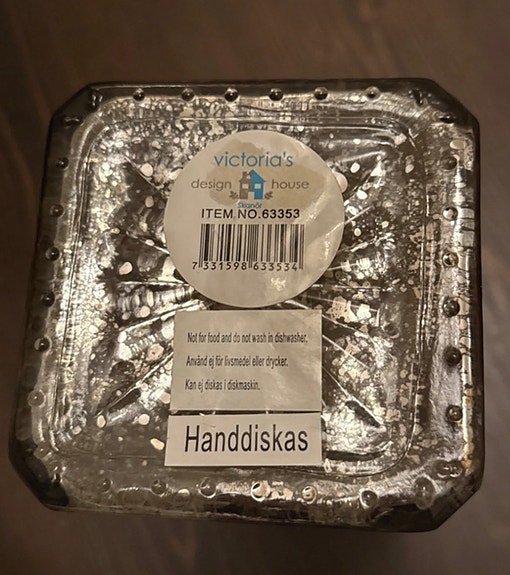 victoria's
design house
Skanör
ITEM NO.63353
7 331598 633534
Not for food and do not wash in dishwasher.
Använd ej för livsmedel eller drycker.
Kan ej diskas i diskmaskin.
Handdiskas